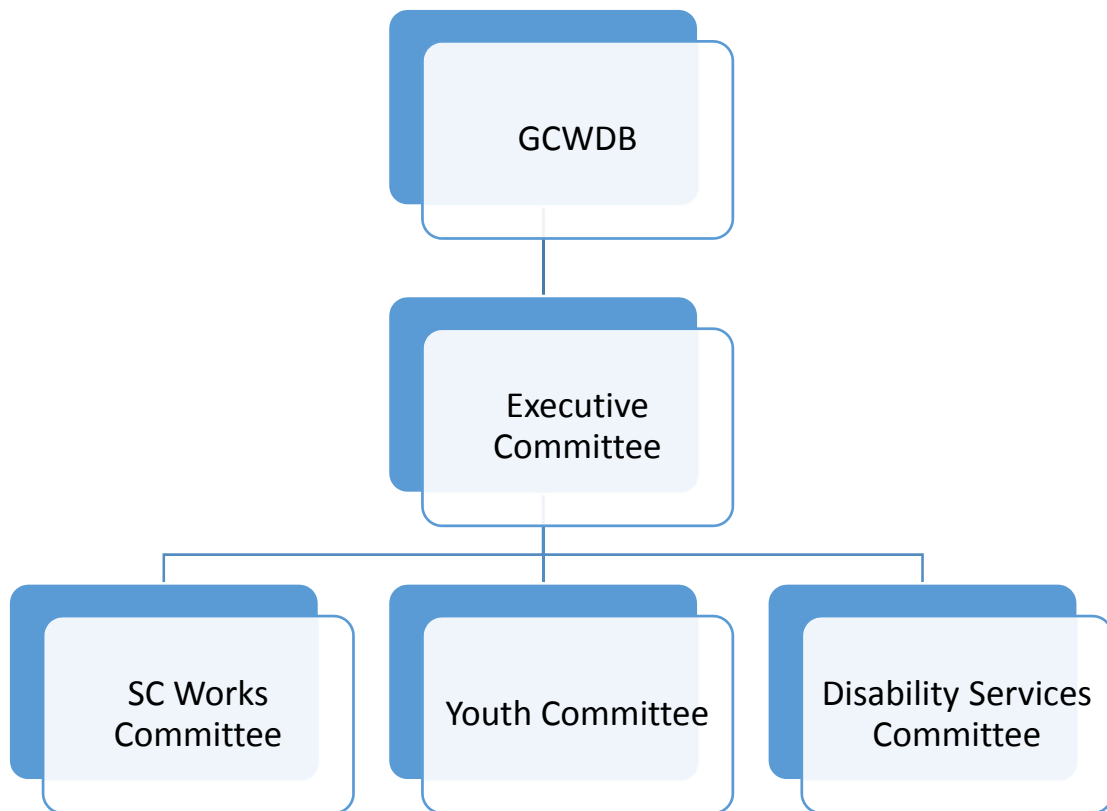 GCWDB
Executive
Committee
SC Works
Committee
Youth Committee
Disability Services
Committee